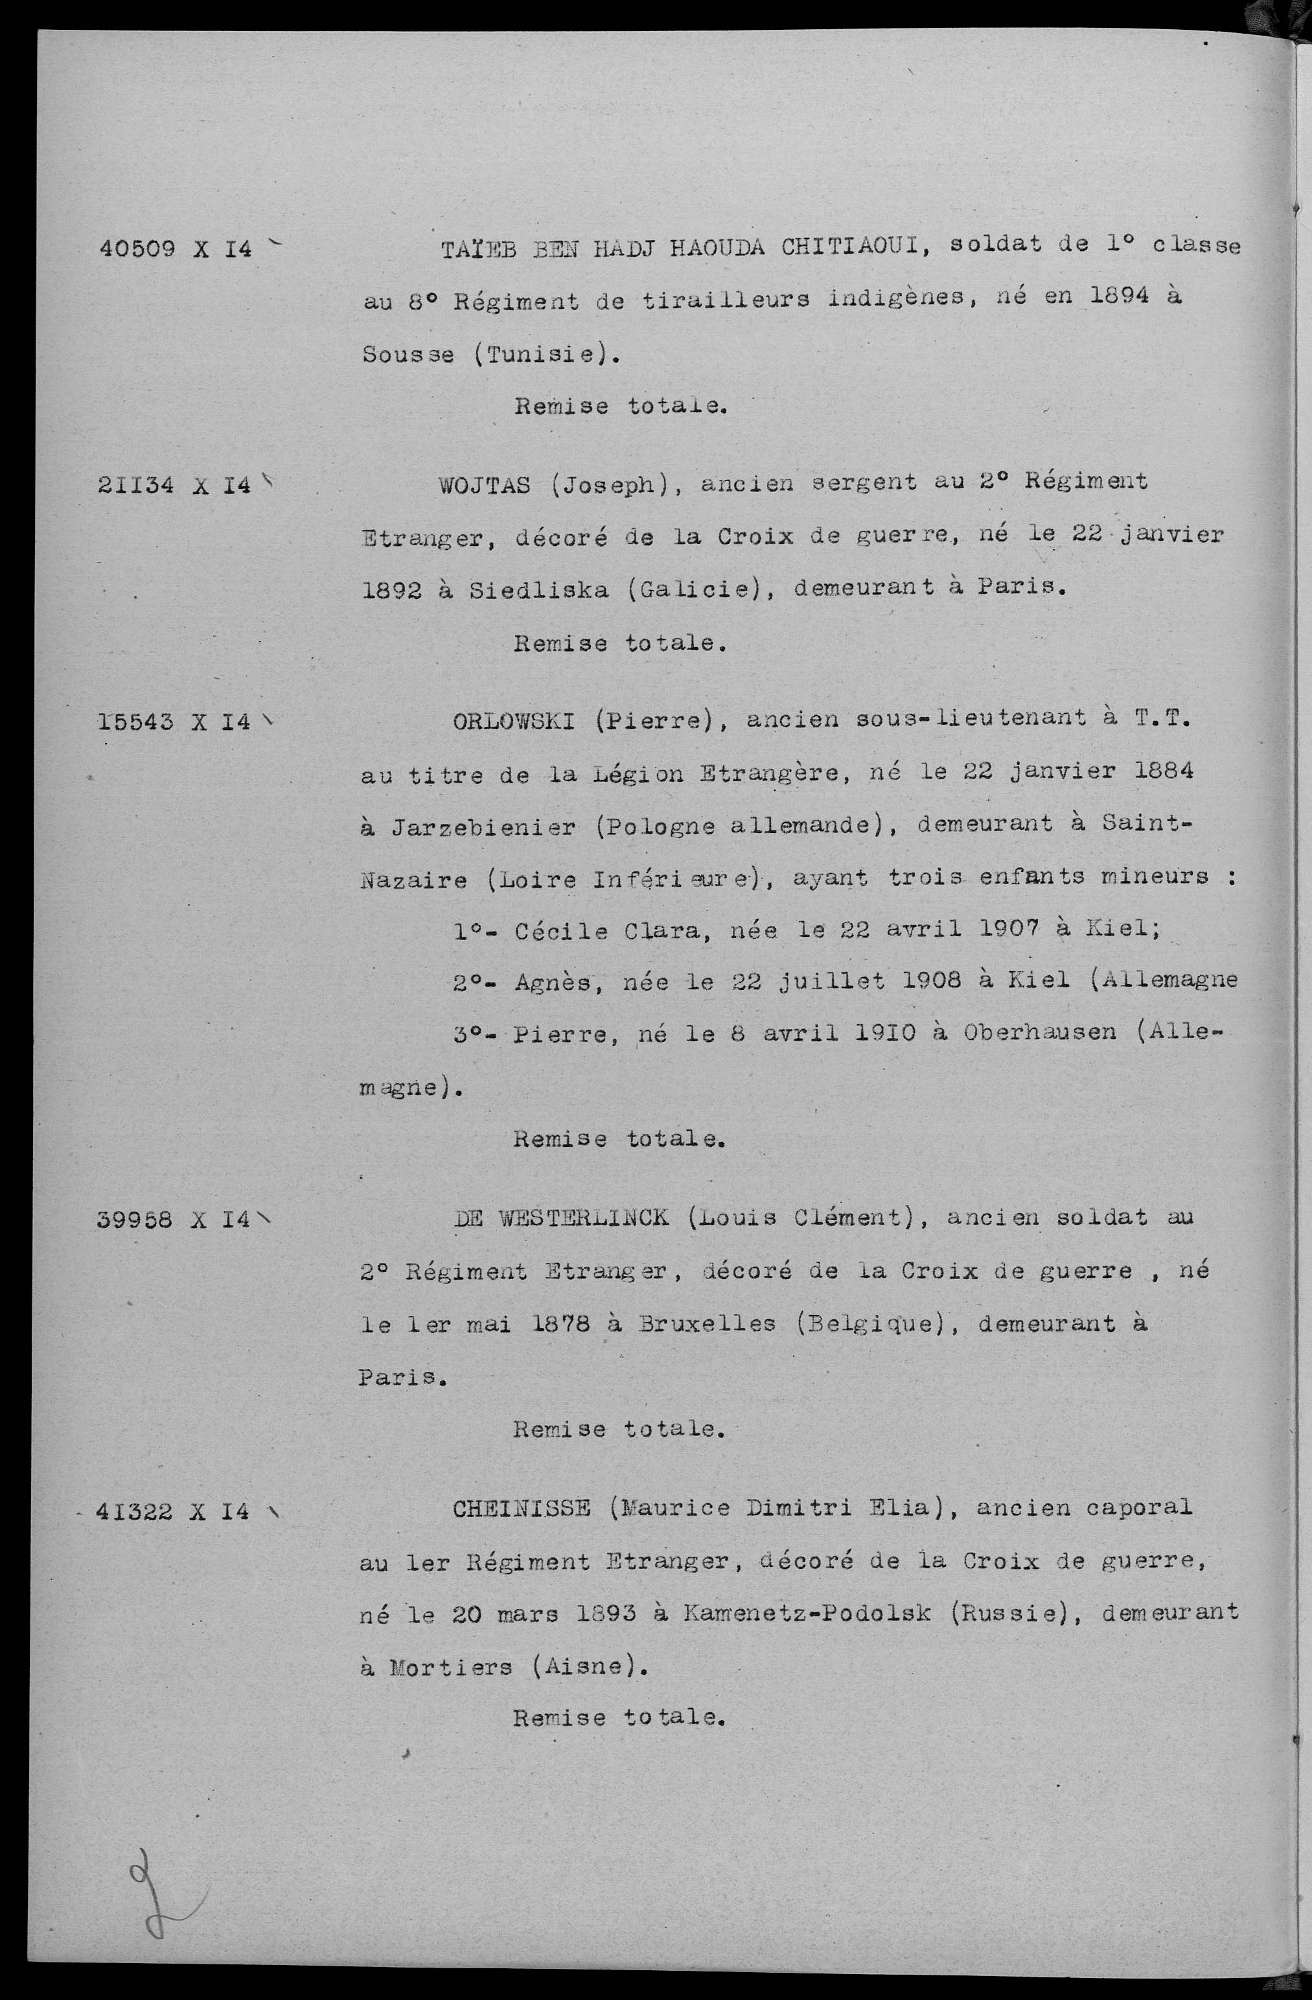 40509 X I4 TAÏEB BEN HADJ HAOUDA CHITIAOUI, soldat de 1° classe
au 8° Régiment de tirailleurs indigènes, né en 1894 à
Sousse (Tunisie).
Remise totale.
2II34 X I4 WOJTAS (Joseph), ancien sergent au 2° Régiment
Etranger, décoré de la Croix de guerre, né le 22 janvier
1892 à Siedliska (Galicie), demeurant à Paris.
Remise totale.
I5543 X I4 ORLOWSKI (Pierre), ancien sous-lieutenant à T.T.
au titre de la Légion Etrangère, né le 22 janvier 1884
à Jarzebienier (Pologne allemande), demeurant à Saint-
Nazaire (Loire Inférieure), ayant trois enfants mineurs :
1°- Cécile Clara, née le 22 avril 1907 à Kiel;
2°- Agnès, née le 22 juillet 1908 à Kiel (Allemagne
3°- Pierre, né le 8 avril 19I0 à Oberhausen (Alle-
magne).
Remise totale.
39958 X I4 DE WESTERLINCK (Louis Clément), ancien soldat au
2° Régiment Etranger, décoré de la Croix de guerre , né
le 1er mai 1878 à Bruxelles (Belgique), demeurant à
Paris.
Remise totale.
4I322 X I4 CHEINISSE (Maurice Dimitri Elia), ancien caporal
au 1er Régiment Etranger, décoré de la Croix de guerre,
né le 20 mars 1893 à Kamenetz-Podolsk (Russie), demeurant
à Mortiers (Aisne).
Remise totale.